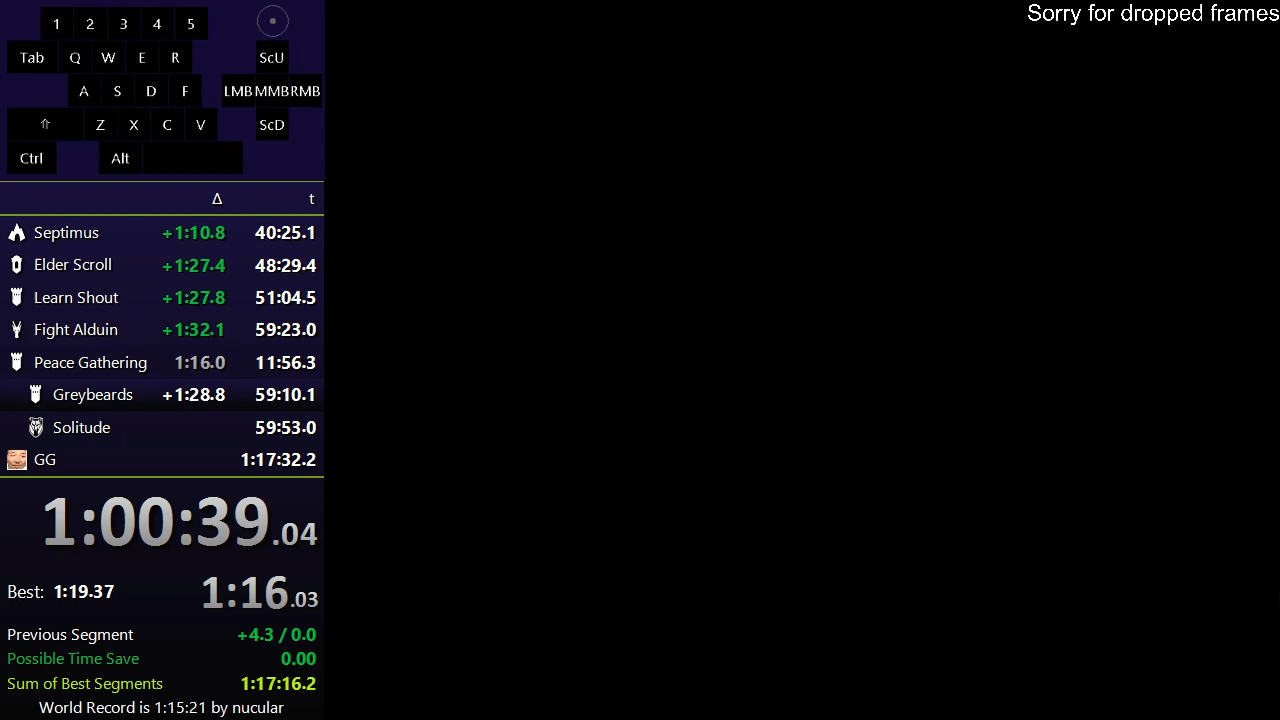 Sorry for dropped frames
1 2 3 4 5
Tab Q W E R ScU
A S D F LMB MMB RMB
⇧ Z X C V ScD
Ctrl Alt
Δ t
Septimus +1:10.8 40:25.1
Elder Scroll +1:27.4 48:29.4
Learn Shout +1:27.8 51:04.5
Fight Alduin +1:32.1 59:23.0
Peace Gathering 1:16.0 11:56.3
Greybeards +1:28.8 59:10.1
Solitude 59:53.0
GG 1:17:32.2
1:00:39.04
Best: 1:19.37 1:16.03
Previous Segment +4.3 / 0.0
Possible Time Save 0.00
Sum of Best Segments 1:17:16.2
World Record is 1:15:21 by nucular